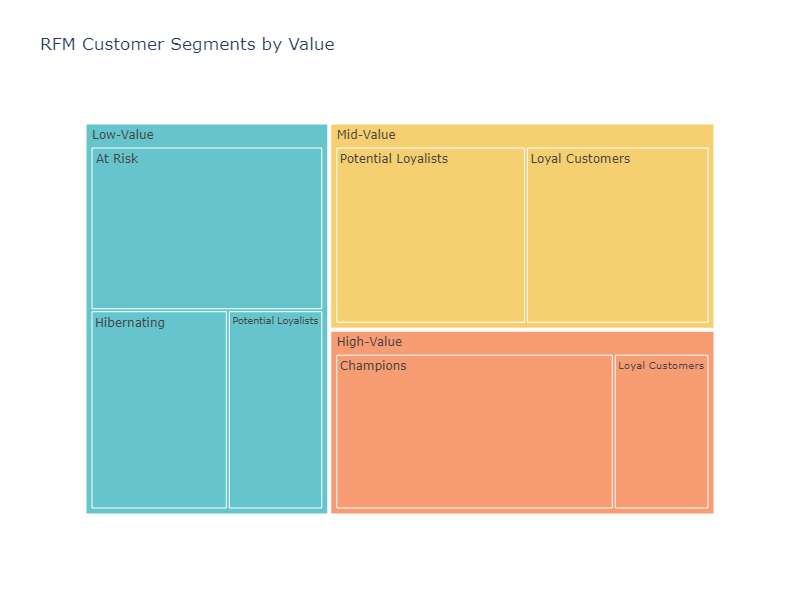 RFM Customer Segments by Value
Low-Value
At Risk
Hibernating
Potential Loyalists
Mid-Value
Potential Loyalists
Loyal Customers
High-Value
Champions
Loyal Customers